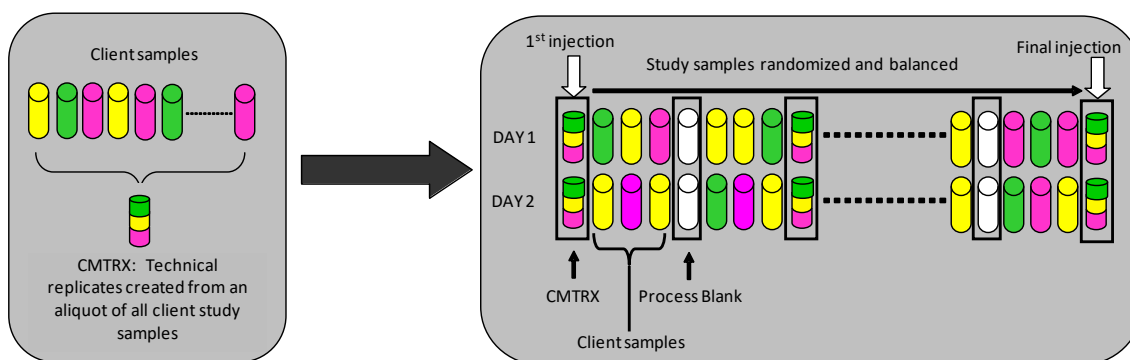 Client samples
CMTRX: Technical
replicates created from an
aliquot of all client study
samples
1st injection
Final injection
Study samples randomized and balanced
DAY 1
DAY 2
CMTRX
Process Blank
Client samples